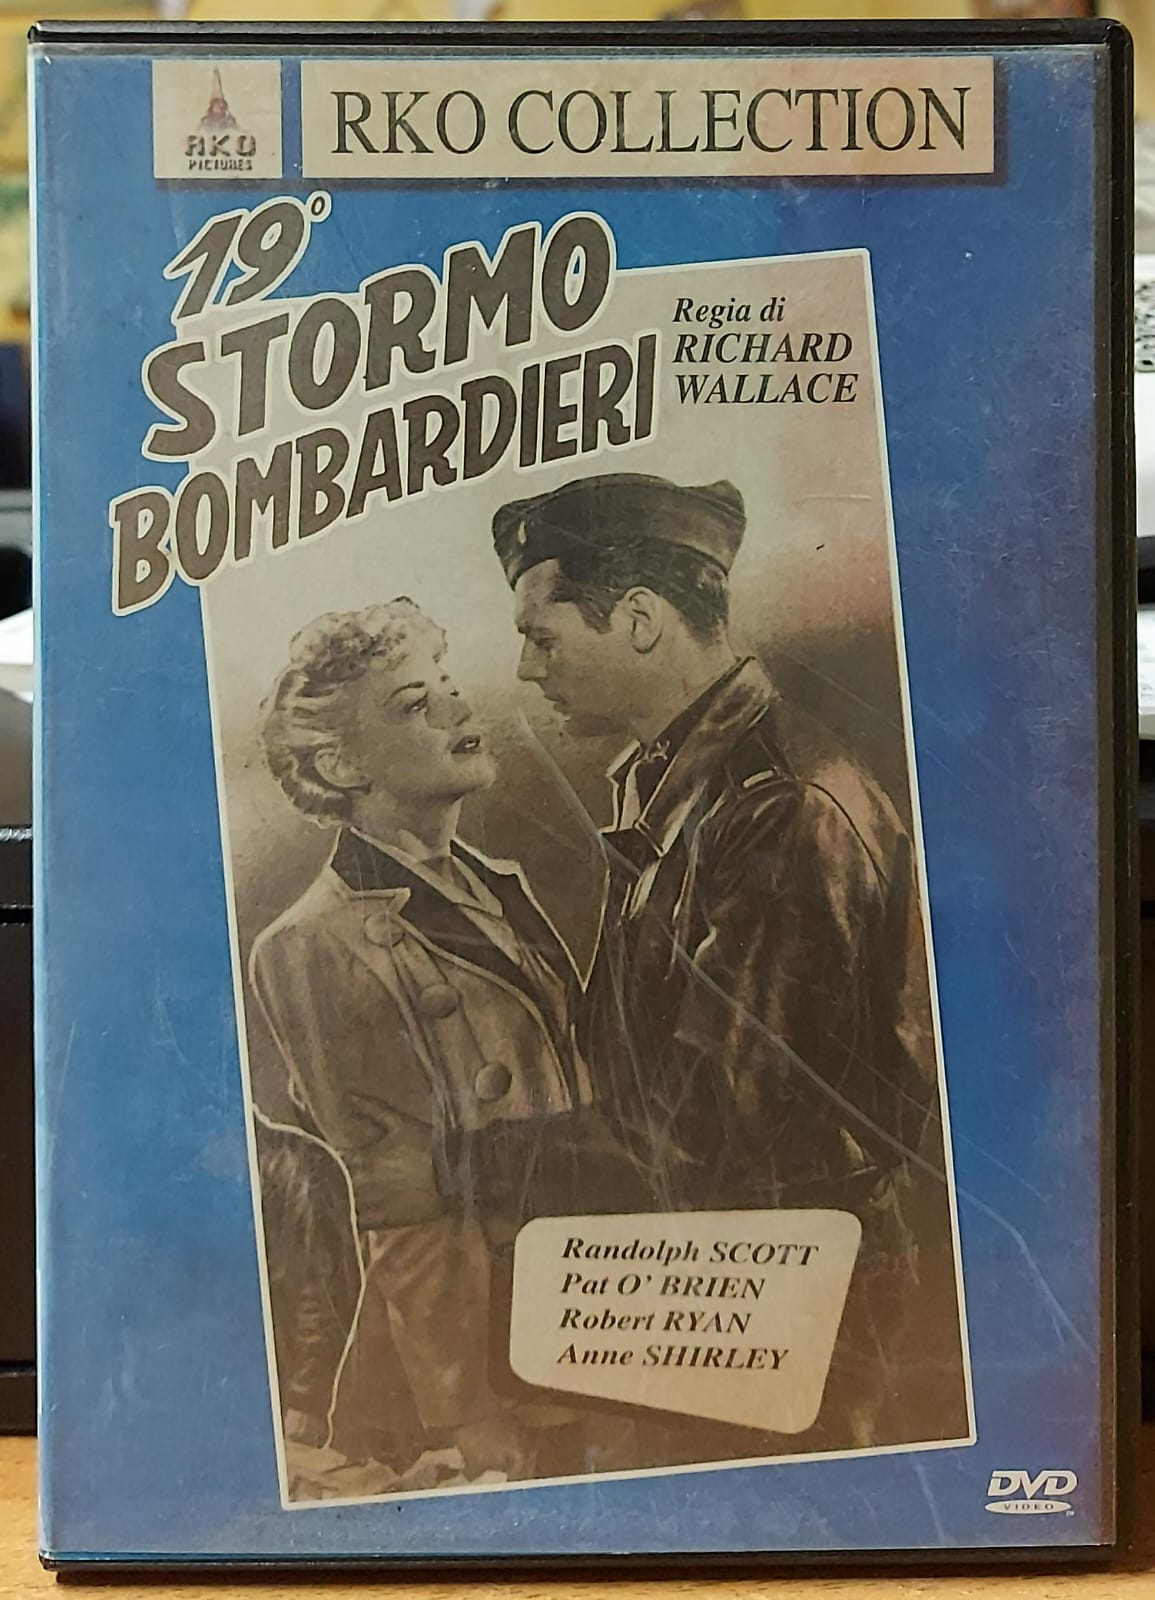 RKO
PICTURES
RKO COLLECTION
19°
STORMO
BOMBARDIERI
Regia di
RICHARD
WALLACE
Randolph SCOTT
Pat O' BRIEN
Robert RYAN
Anne SHIRLEY
DVD
VIDEO